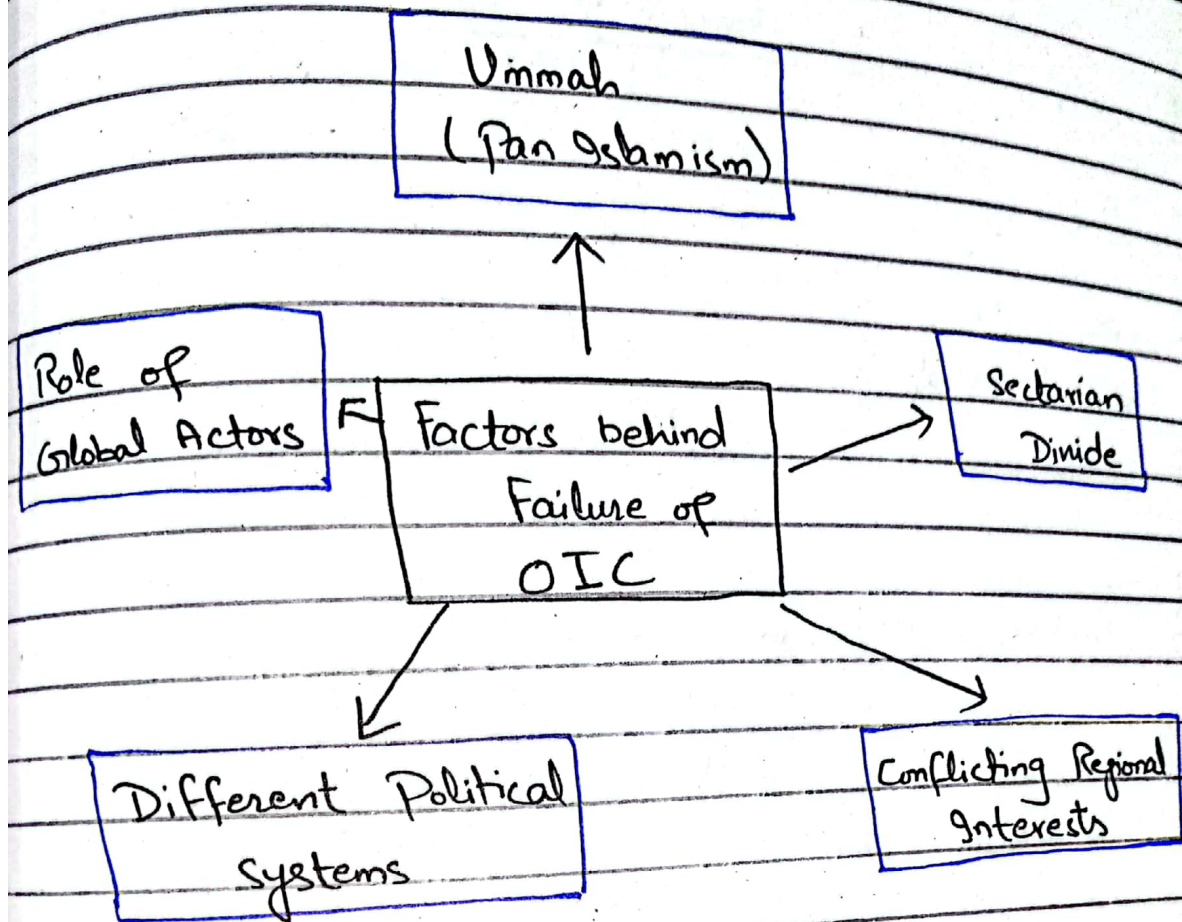 Ummah
(Pan Islamism)
Role of
Global Actors
Factors behind
Failure of
OIC
Sectarian
Divide
Different Political
Systems
Conflicting Regional
Interests